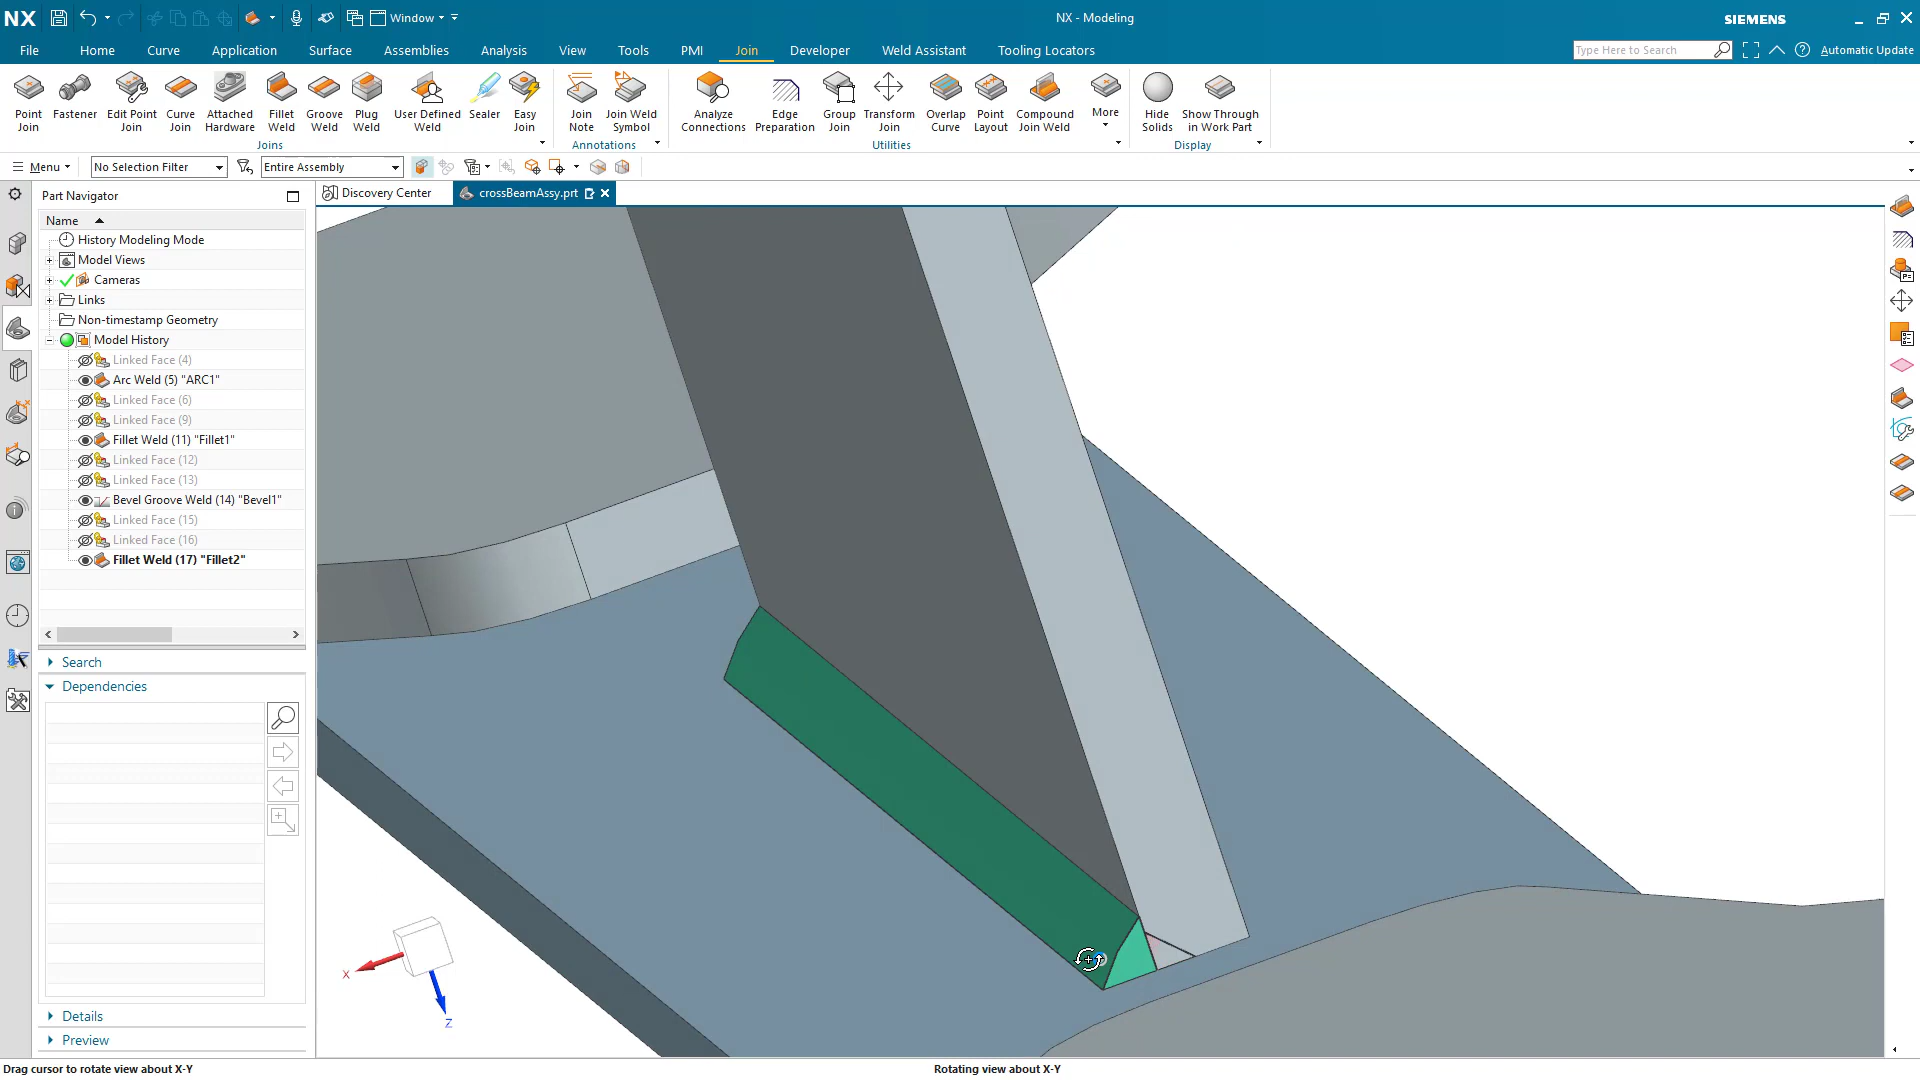 NX
Window
NX - Modeling
SIEMENS
File
Home
Curve
Application
Surface
Assemblies
Analysis
View
Tools
PMI
Join
Developer
Weld Assistant
Tooling Locators
Type Here to Search
Automatic Update
Point Join
Fastener
Edit Point Join
Curve Join
Attached Hardware
Fillet Weld
Groove Weld
Plug Weld
User Defined Weld
Sealer
Easy Join
Join Note
Join Weld Symbol
Analyze Connections
Edge Preparation
Group Join
Transform Join
Overlap Curve
Point Layout
Compound Join Weld
More
Hide Solids
Show Through in Work Part
Joins
Annotations
Utilities
Display
Menu
No Selection Filter
Entire Assembly
Part Navigator
Discovery Center
crossBeamAssy.prt
Name
History Modeling Mode
Model Views
Cameras
Links
Non-timestamp Geometry
Model History
Linked Face (4)
Arc Weld (5) "ARC1"
Linked Face (6)
Linked Face (9)
Fillet Weld (11) "Fillet1"
Linked Face (12)
Linked Face (13)
Bevel Groove Weld (14) "Bevel1"
Linked Face (15)
Linked Face (16)
Fillet Weld (17) "Fillet2"
Search
Dependencies
X
Z
Details
Preview
Drag cursor to rotate view about X-Y
Rotating view about X-Y